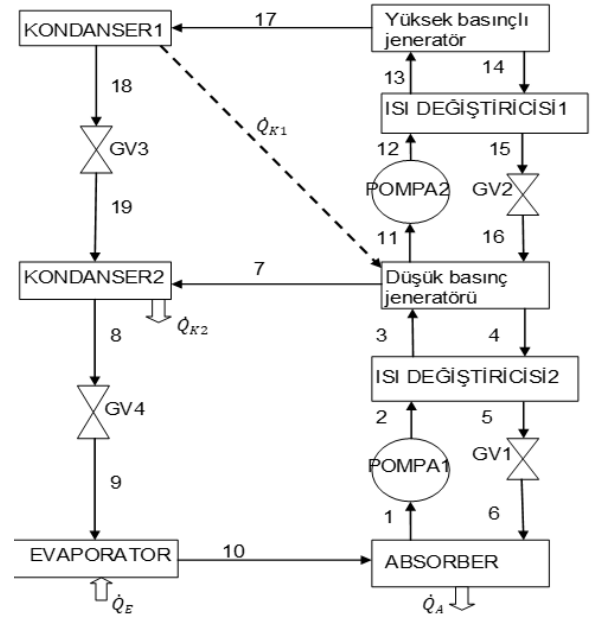 KONDANSER1
17
Yüksek basınçlı
jeneratör
18
13
14
GV3
Q̇K1
ISI DEĞİŞTİRİCİSİ1
12
15
POMPA2
GV2
19
11
16
KONDANSER2
7
Düşük basınç
jeneratörü
Q̇K2
8
3
4
ISI DEĞİŞTİRİCİSİ2
GV4
2
5
POMPA1
GV1
9
1
6
EVAPORATOR
10
ABSORBER
Q̇E
Q̇A